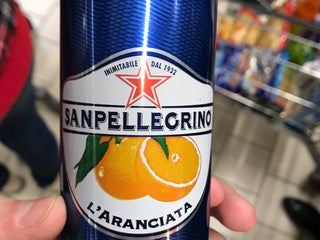 INIMITABILE DAL 1932
SANPELLEGRINO
L'ARANCIATA